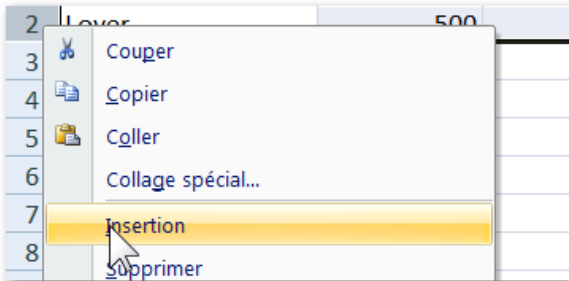 2 Loyer 500
3 Couper
4 Copier
5 Coller
6 Collage spécial...
7 Insertion
8 Supprimer